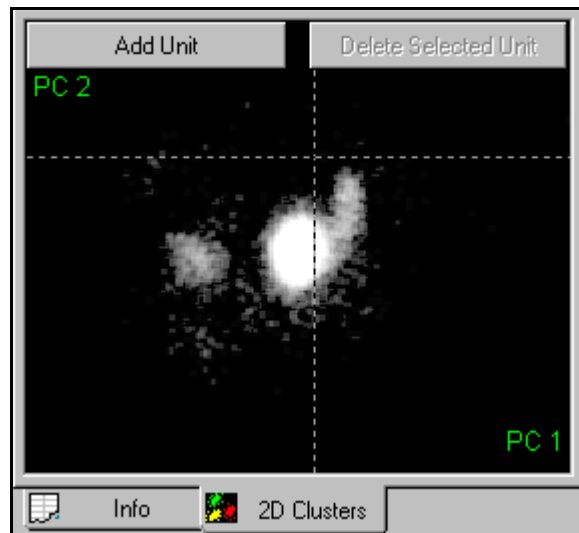 Add Unit
Delete Selected Unit
PC 2
PC 1
Info
2D Clusters